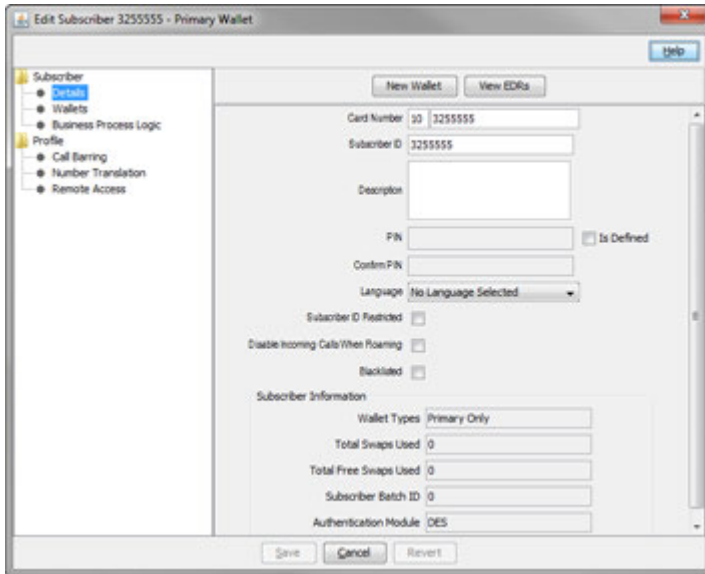 Edit Subscriber 3255555 - Primary Wallet
Help
Subscriber
Details
Wallets
Business Process Logic
Profile
Call Barring
Number Translation
Remote Access
New Wallet View EDRs
Card Number 10 3255555
Subscriber ID 3255555
Description
PIN Is Defined
Confirm PIN
Language No Language Selected
Subscriber ID Restricted
Disable Incoming Calls When Roaming
Blacklisted
Subscriber Information
Wallet Types Primary Only
Total Swaps Used 0
Total Free Swaps Used 0
Subscriber Batch ID 0
Authentication Module DES
Save Cancel Revert